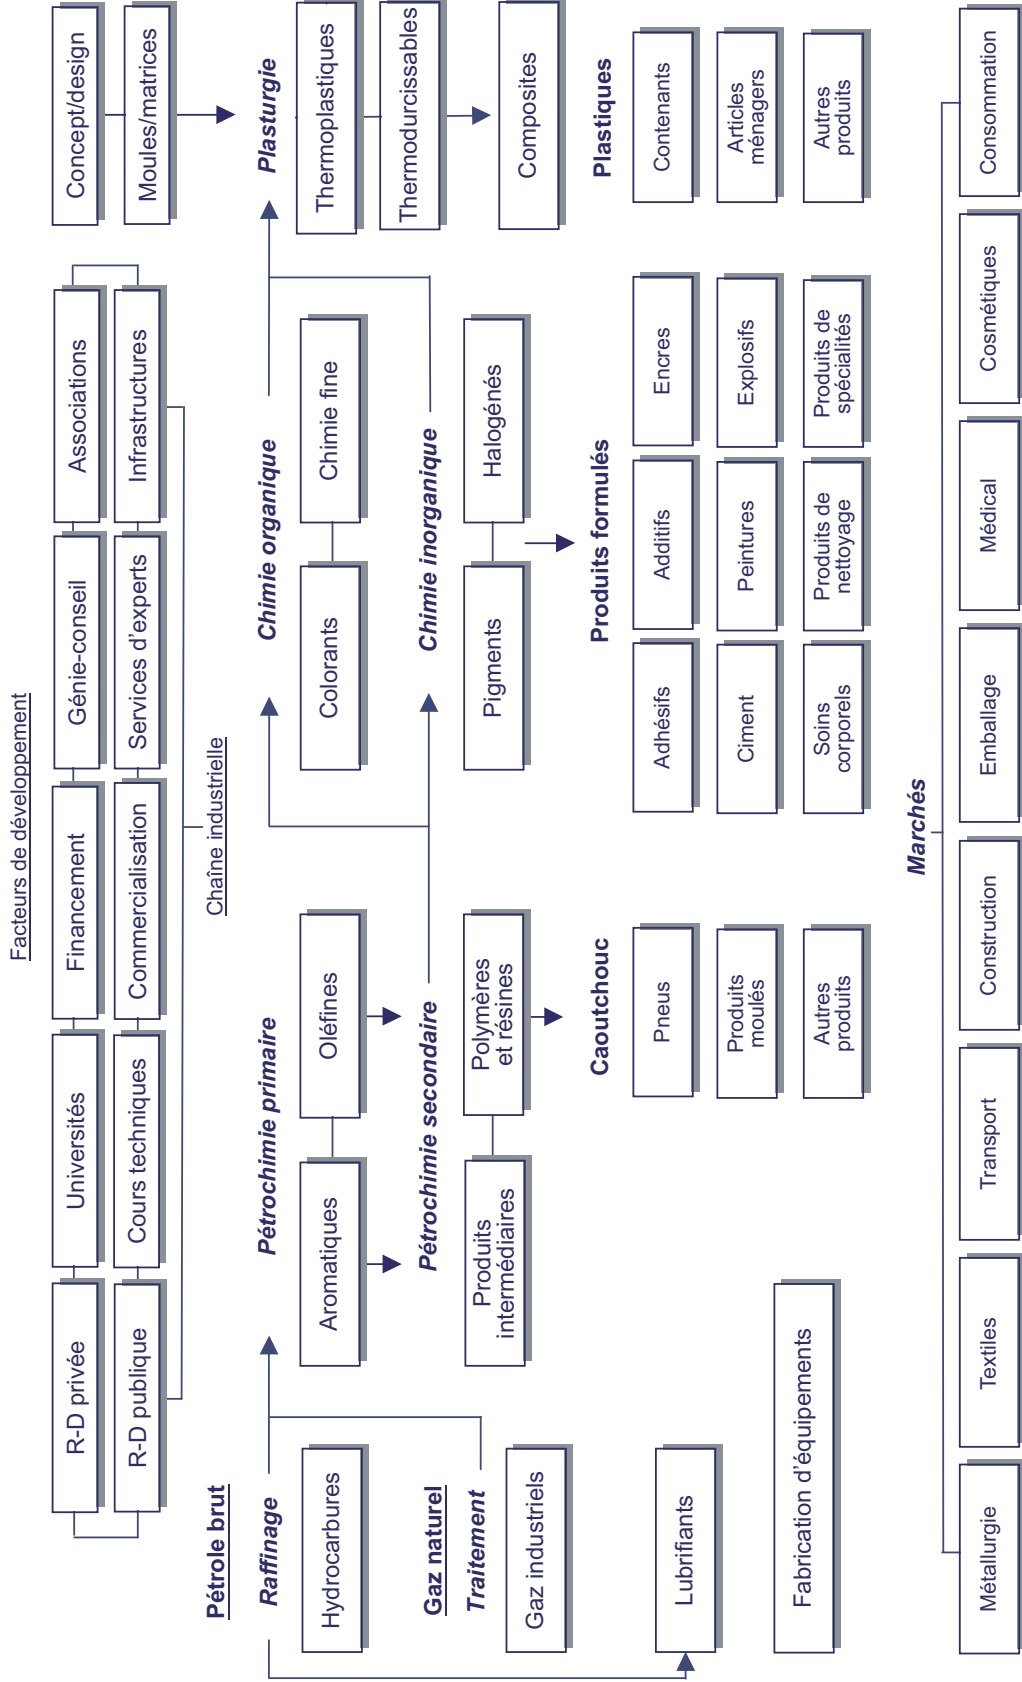 Facteurs de développement
R-D privée
Universités
Financement
Génie-conseil
Associations
R-D publique
Cours techniques
Commercialisation
Services d'experts
Infrastructures
Chaîne industrielle
Concept/design
Moules/matrices
Pétrole brut
Raffinage
Hydrocarbures
Gaz naturel
Traitement
Gaz industriels
Lubrifiants
Fabrication d'équipements
Pétrochimie primaire
Aromatiques
Oléfines
Pétrochimie secondaire
Produits
intermédiaires
Polymères
et résines
Caoutchouc
Pneus
Produits
moulés
Autres
produits
Chimie organique
Colorants
Chimie fine
Chimie inorganique
Pigments
Halogénés
Produits formulés
Adhésifs
Additifs
Encres
Ciment
Peintures
Explosifs
Soins
corporels
Produits de
nettoyage
Produits de
spécialités
Plasturgie
Thermoplastiques
Thermodurcissables
Composites
Plastiques
Contenants
Articles
ménagers
Autres
produits
Marchés
Métallurgie
Textiles
Transport
Construction
Emballage
Médical
Cosmétiques
Consommation